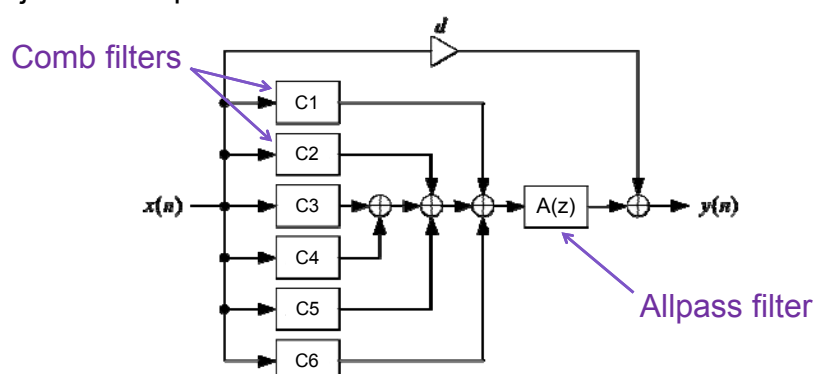 d
Comb filters
C1
C2
x(n)
C3
A(z)
y(n)
C4
C5
Allpass filter
C6